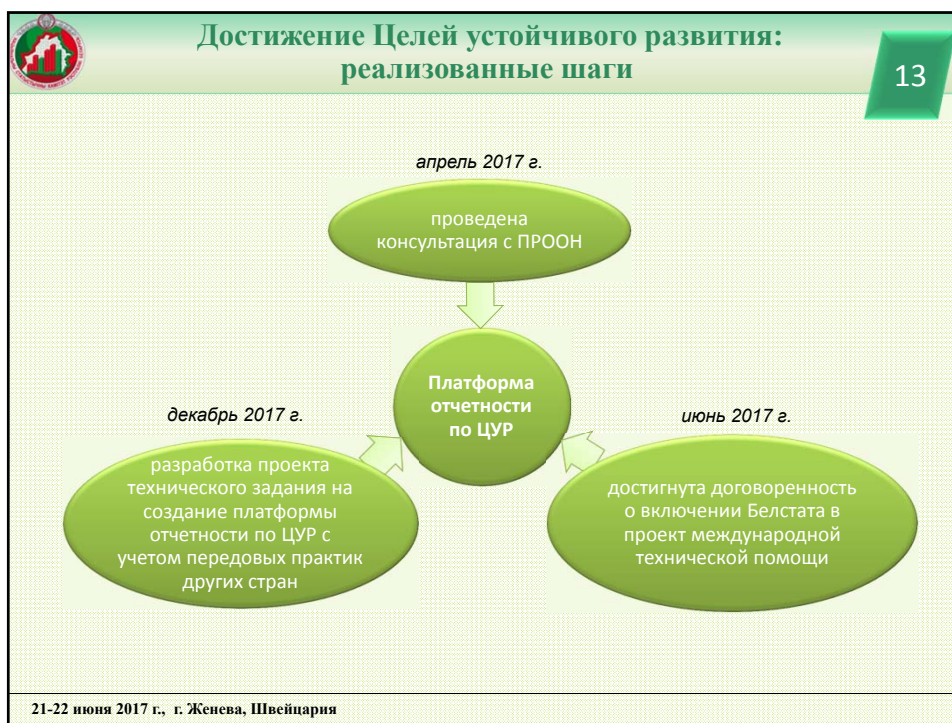 Достижение Целей устойчивого развития:
реализованные шаги
13
апрель 2017 г.
проведена
консультация с ПРООН
Платформа
отчетности
по ЦУР
декабрь 2017 г.
разработка проекта
технического задания на
создание платформы
отчетности по ЦУР с
учетом передовых практик
других стран
июнь 2017 г.
достигнута договоренность
о включении Белстата в
проект международной
технической помощи
21-22 июня 2017 г., г. Женева, Швейцария